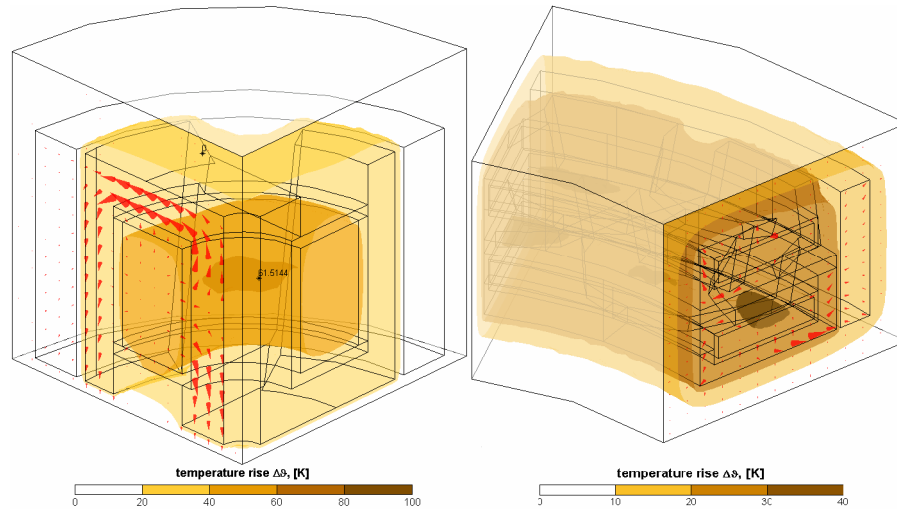 0
61.5144
temperature rise Δϑ, [K]
0 20 40 60 80 100
temperature rise Δϑ, [K]
0 10 20 30 40